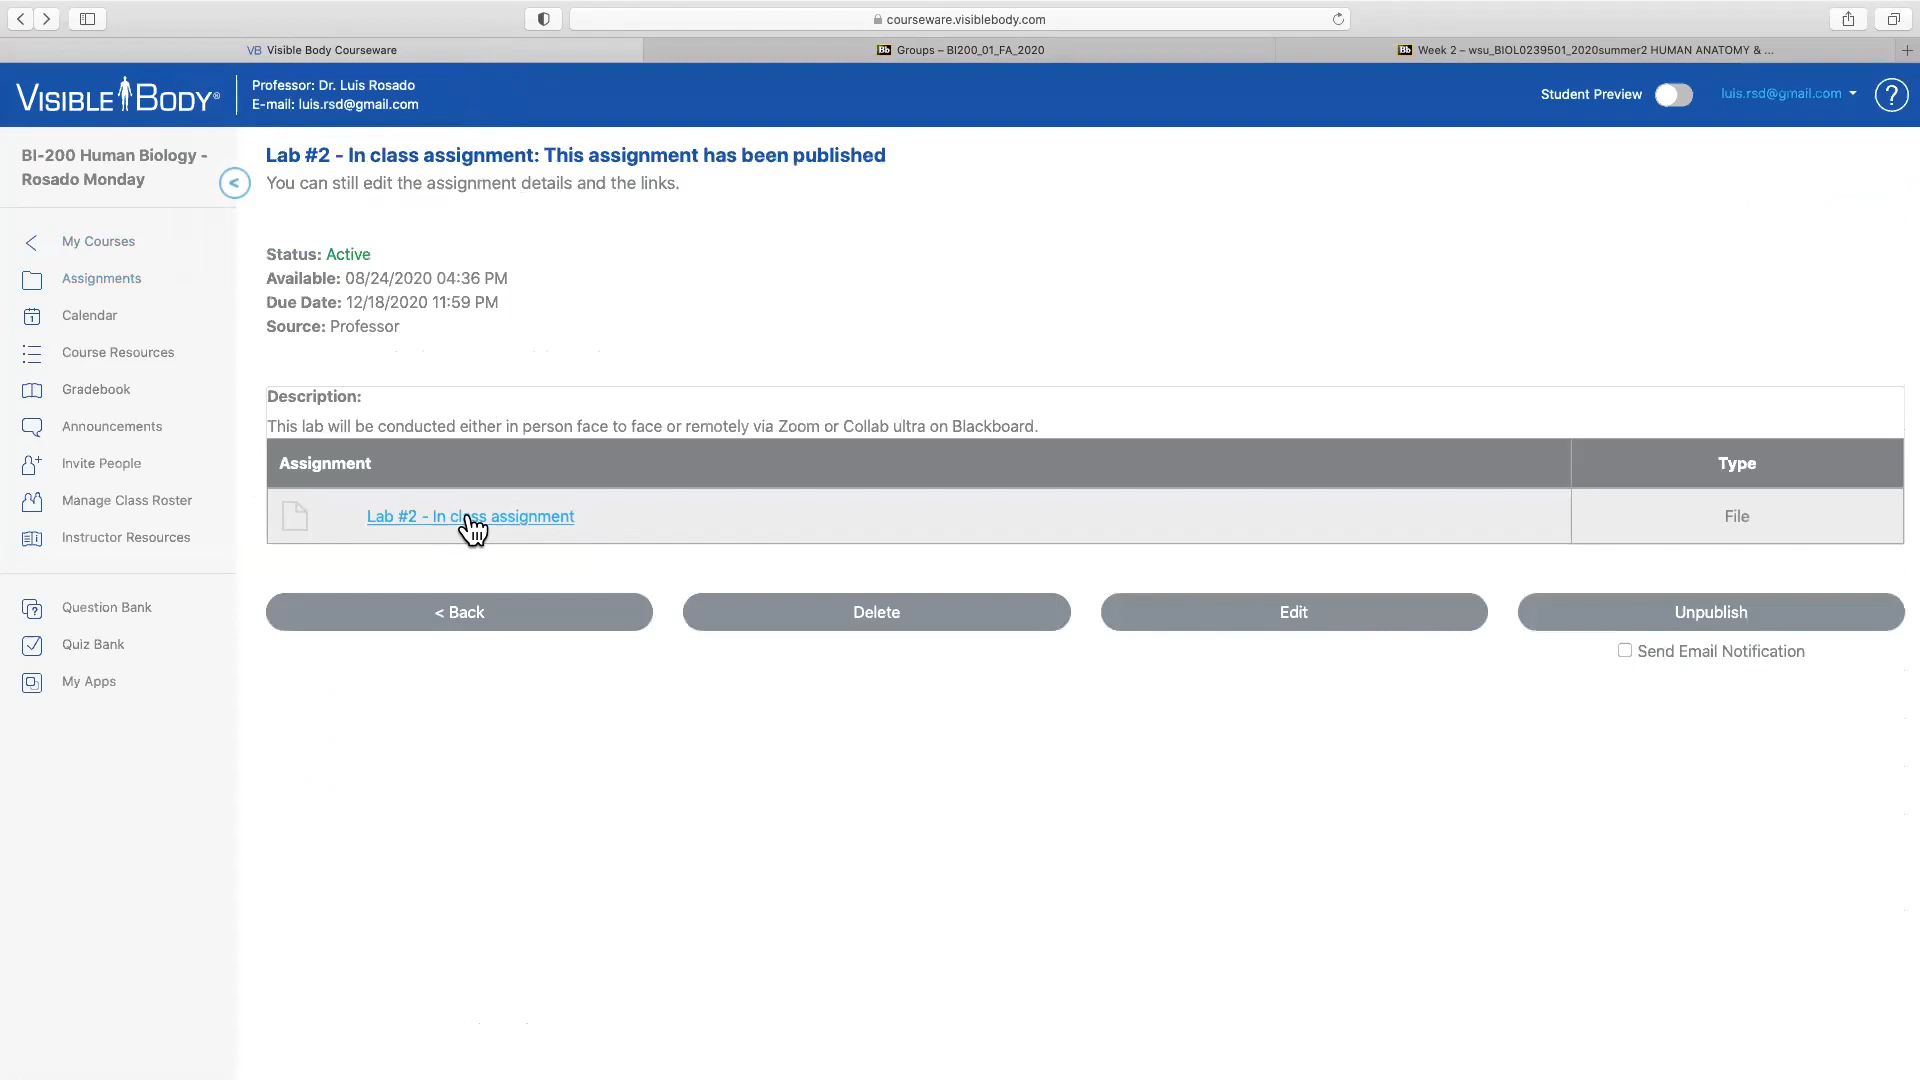 courseware.visiblebody.com
VB Visible Body Courseware
Bb Groups – BI200_01_FA_2020
Bb Week 2 – wsu_BIOL0239501_2020summer2 HUMAN ANATOMY & ...
VISIBLE BODY®
Professor: Dr. Luis Rosado
E-mail: luis.rsd@gmail.com
Student Preview
luis.rsd@gmail.com
?
BI-200 Human Biology -
Rosado Monday
<
My Courses
Assignments
Calendar
Course Resources
Gradebook
Announcements
Invite People
Manage Class Roster
Instructor Resources
Question Bank
Quiz Bank
My Apps
Lab #2 - In class assignment: This assignment has been published
You can still edit the assignment details and the links.
Status: Active
Available: 08/24/2020 04:36 PM
Due Date: 12/18/2020 11:59 PM
Source: Professor
Description:
This lab will be conducted either in person face to face or remotely via Zoom or Collab ultra on Blackboard.
Assignment Type
Lab #2 - In class assignment File
< Back Delete Edit Unpublish
Send Email Notification